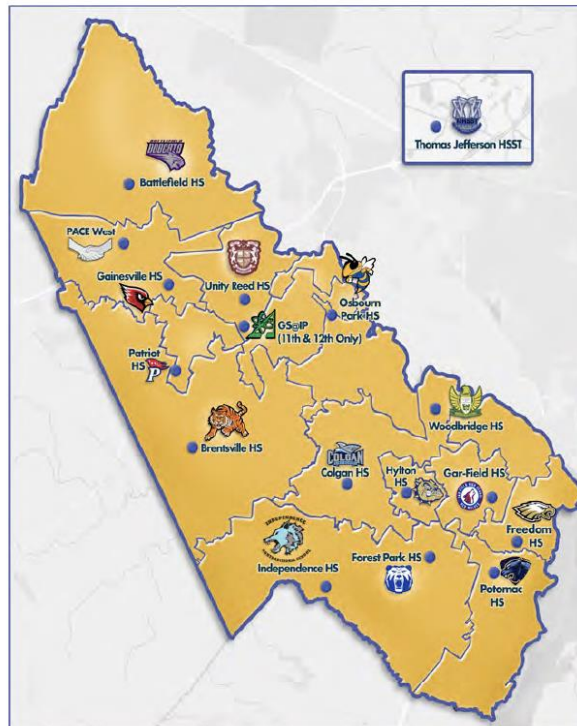 Thomas Jefferson HSST
Battlefield HS
PACE West
Gainesville HS
Unity Reed HS
Osbourn
Park HS
GS@IP
(11th & 12th Only)
Patriot
HS
P
Brentsville HS
Woodbridge HS
COLGAN
Colgan HS
Hylton
HS
Gar-Field HS
Freedom
HS
INDEPENDENCE
Independence HS
Forest Park HS
Potomac
HS